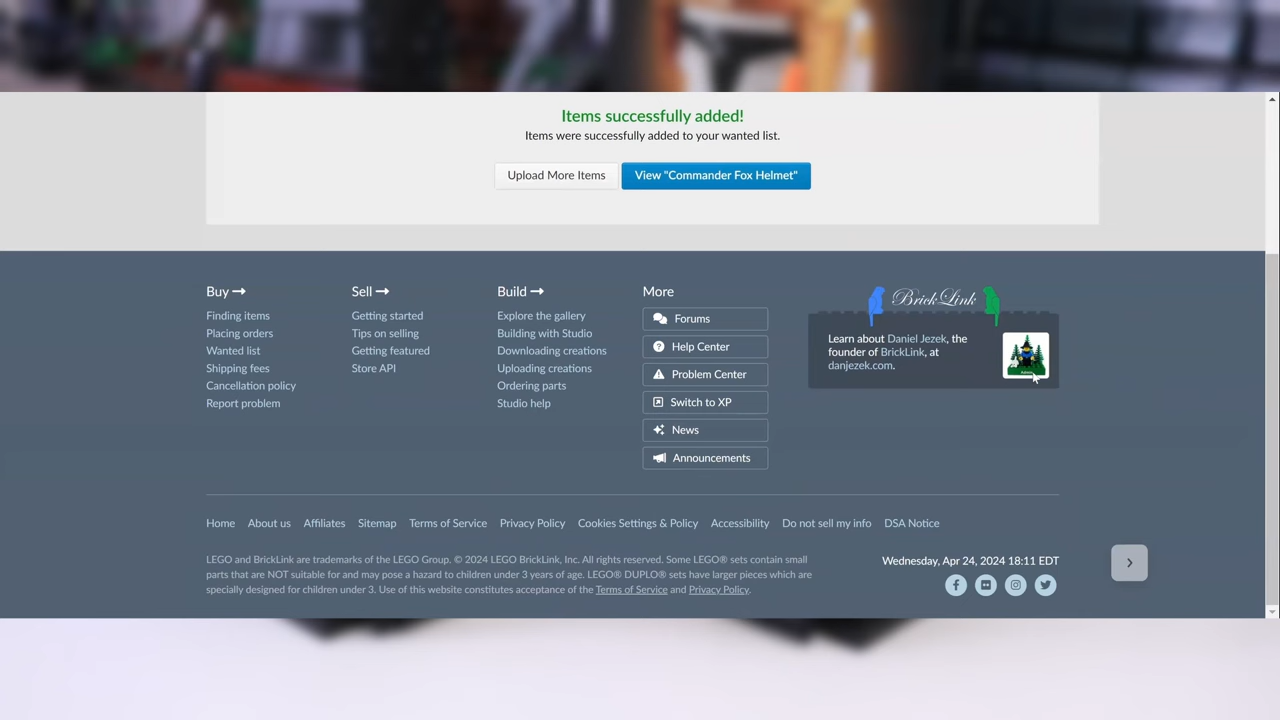 Items successfully added!
Items were successfully added to your wanted list.
Upload More Items
View "Commander Fox Helmet"
Buy
Finding items
Placing orders
Wanted list
Shipping fees
Cancellation policy
Report problem
Sell
Getting started
Tips on selling
Getting featured
Store API
Build
Explore the gallery
Building with Studio
Downloading creations
Uploading creations
Ordering parts
Studio help
More
Forums
Help Center
Problem Center
Switch to XP
News
Announcements
BrickLink
Learn about Daniel Jezek, the
founder of BrickLink, at
danjezek.com.
Home About us Affiliates Sitemap Terms of Service Privacy Policy Cookies Settings & Policy Accessibility Do not sell my info DSA Notice
LEGO and BrickLink are trademarks of the LEGO Group. © 2024 LEGO BrickLink, Inc. All rights reserved. Some LEGO® sets contain small
parts that are NOT suitable for and may pose a hazard to children under 3 years of age. LEGO® DUPLO® sets have larger pieces which are
specially designed for children under 3. Use of this website constitutes acceptance of the Terms of Service and Privacy Policy.
Wednesday, Apr 24, 2024 18:11 EDT